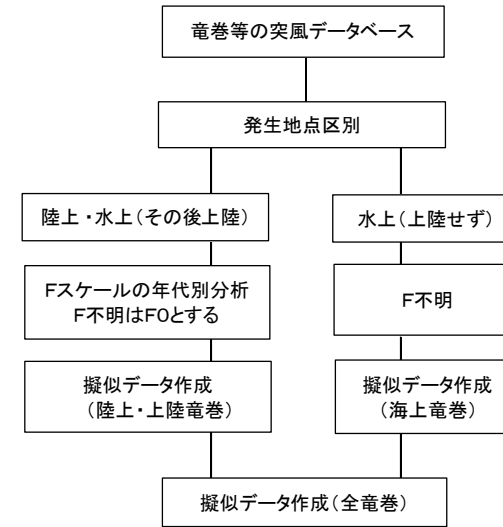 竜巻等の突風データベース
発生地点区別
陸上・水上(その後上陸)
水上(上陸せず)
Fスケールの年代別分析
F不明はF0とする
F不明
擬似データ作成
(陸上・上陸竜巻)
擬似データ作成
(海上竜巻)
擬似データ作成(全竜巻)